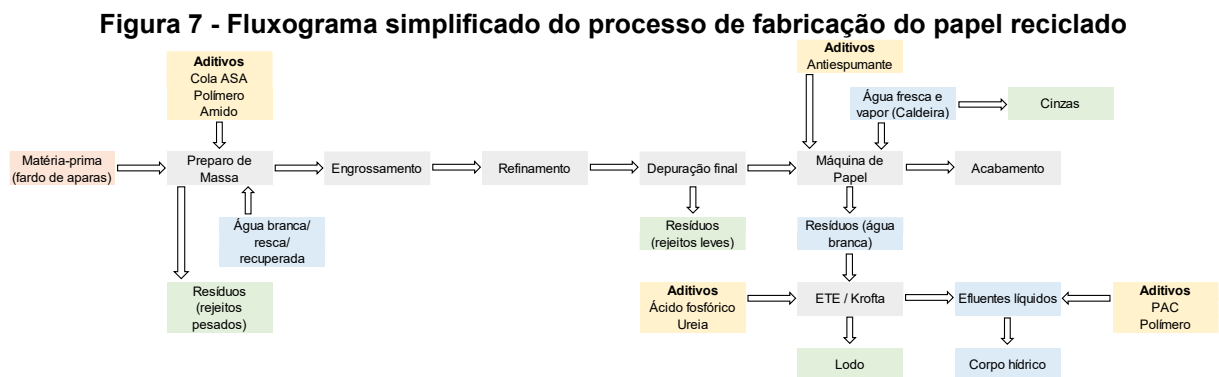 Figura 7 - Fluxograma simplificado do processo de fabricação do papel reciclado
Aditivos
Cola ASA
Polímero
Amido
Aditivos
Antiespumante
Água fresca e
vapor (Caldeira)
Cinzas
Matéria-prima
(fardo de aparas)
Preparo de
Massa
Engrossamento
Refinamento
Depuração final
Máquina de
Papel
Acabamento
Água branca/
resca/
recuperada
Resíduos
(rejeitos leves)
Resíduos (água
branca)
Resíduos
(rejeitos
pesados)
Aditivos
Ácido fosfórico
Ureia
ETE / Krofta
Efluentes líquidos
Aditivos
PAC
Polímero
Lodo
Corpo hídrico